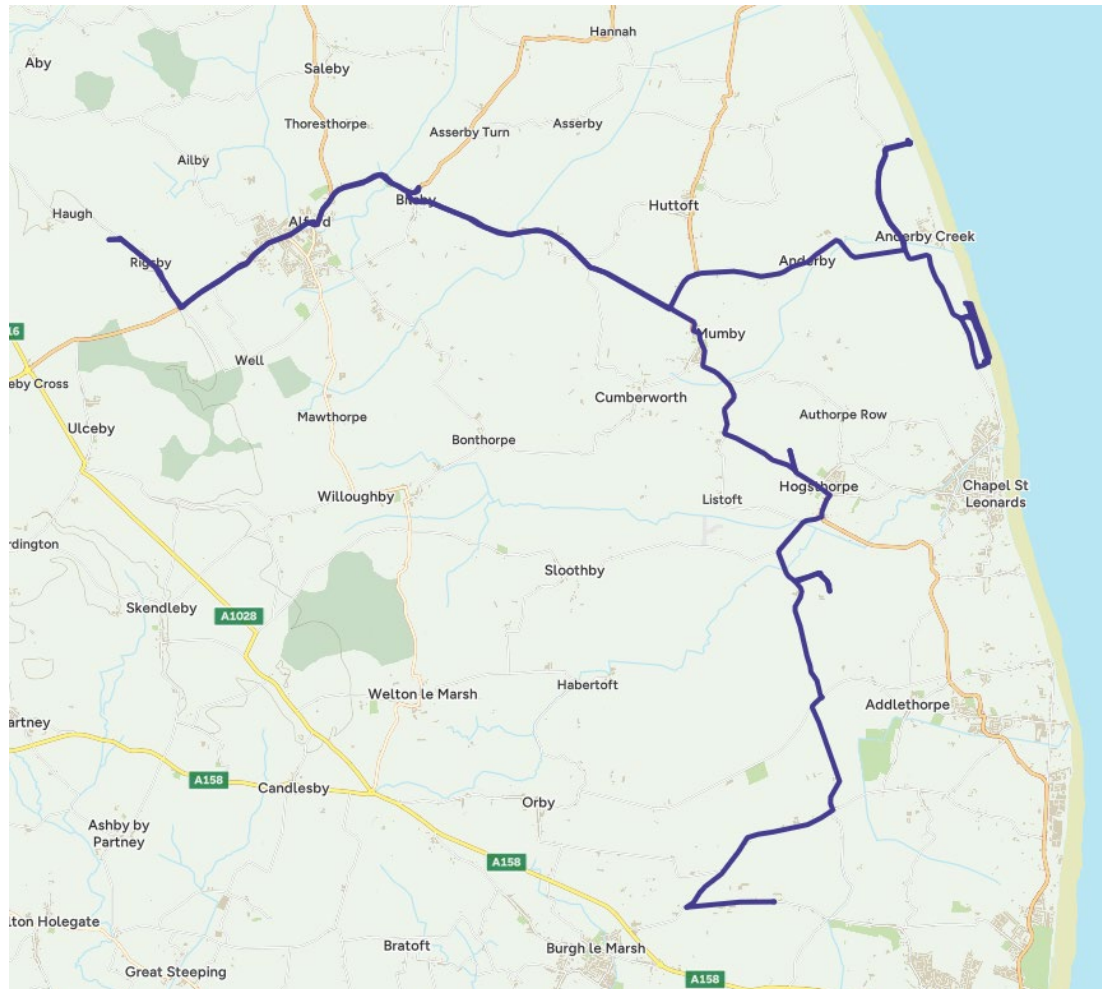 Hannah
Aby
Saleby
Thoresthorpe
Asserby Turn
Asserby
Ailby
Haugh
Alford
Bilsby
Huttoft
Anderby Creek
Rigsby
Anderby
16
Mumby
Well
eby Cross
Cumberworth
Authorpe Row
Mawthorpe
Ulceby
Bonthorpe
Willoughby
Hogsthorpe
Listoft
Chapel St
Leonards
rdington
Sloothby
Skendleby
A1028
Habertoft
Welton le Marsh
Addlethorpe
artney
A158
Candlesby
Orby
Ashby by
Partney
A158
lton Holegate
Bratoft
Burgh le Marsh
Great Steeping
A158